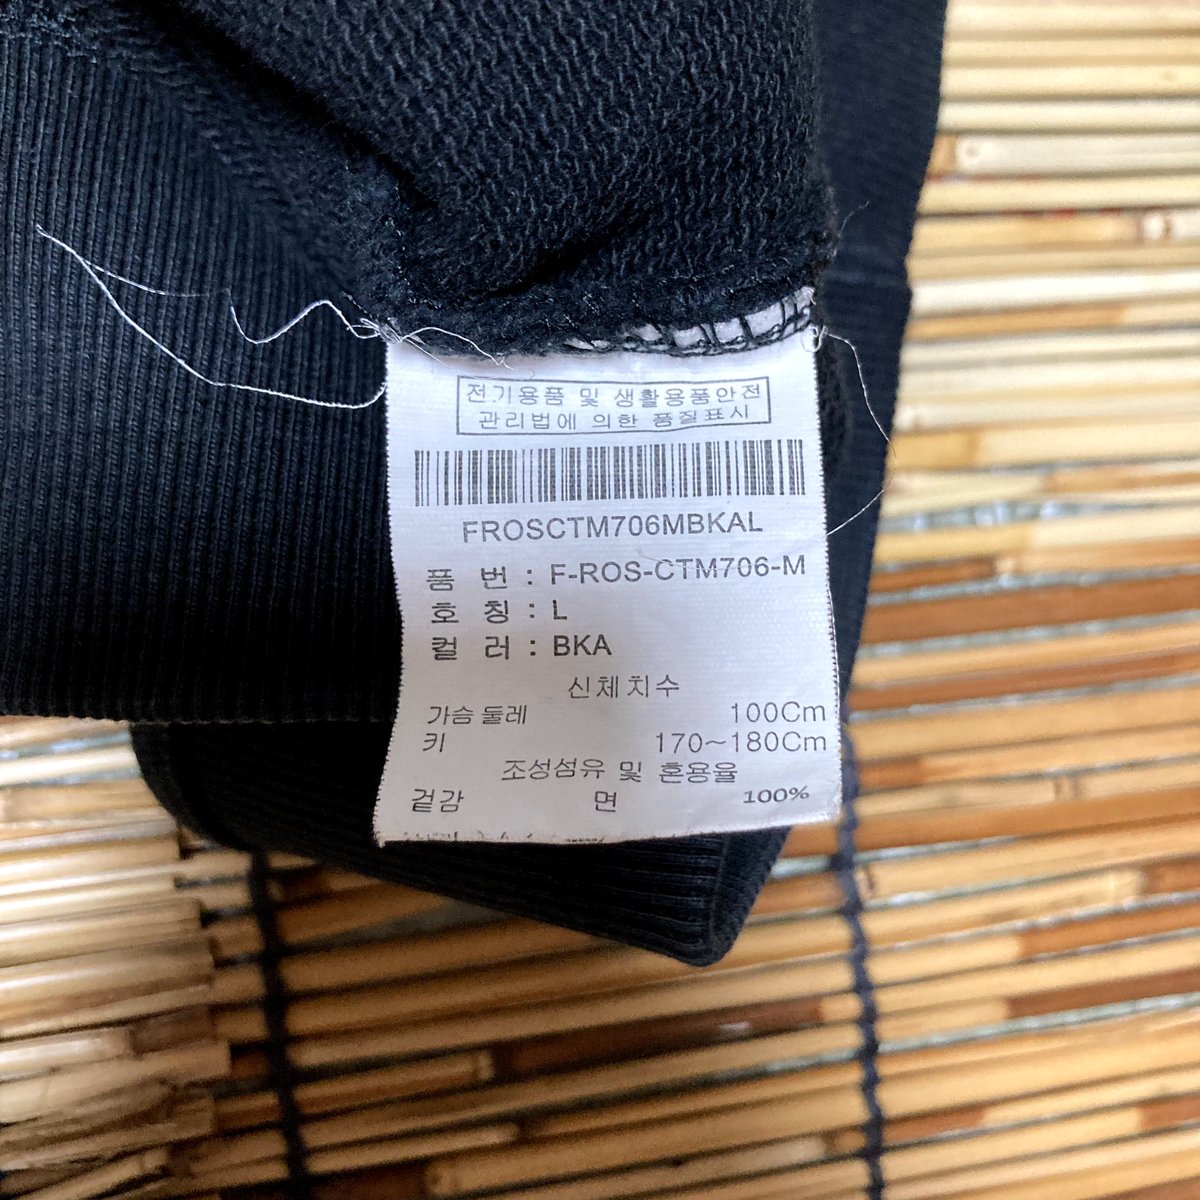 전기용품 및 생활용품안전
관리법에 의한 품질표시
FROSCTM706MBKAL
품 번 : F-ROS-CTM706-M
호 칭 : L
컬 러 : BKA
신체치수
가슴둘레 100Cm
키 170~180Cm
조성섬유 및 혼용율
겉감 면 100%